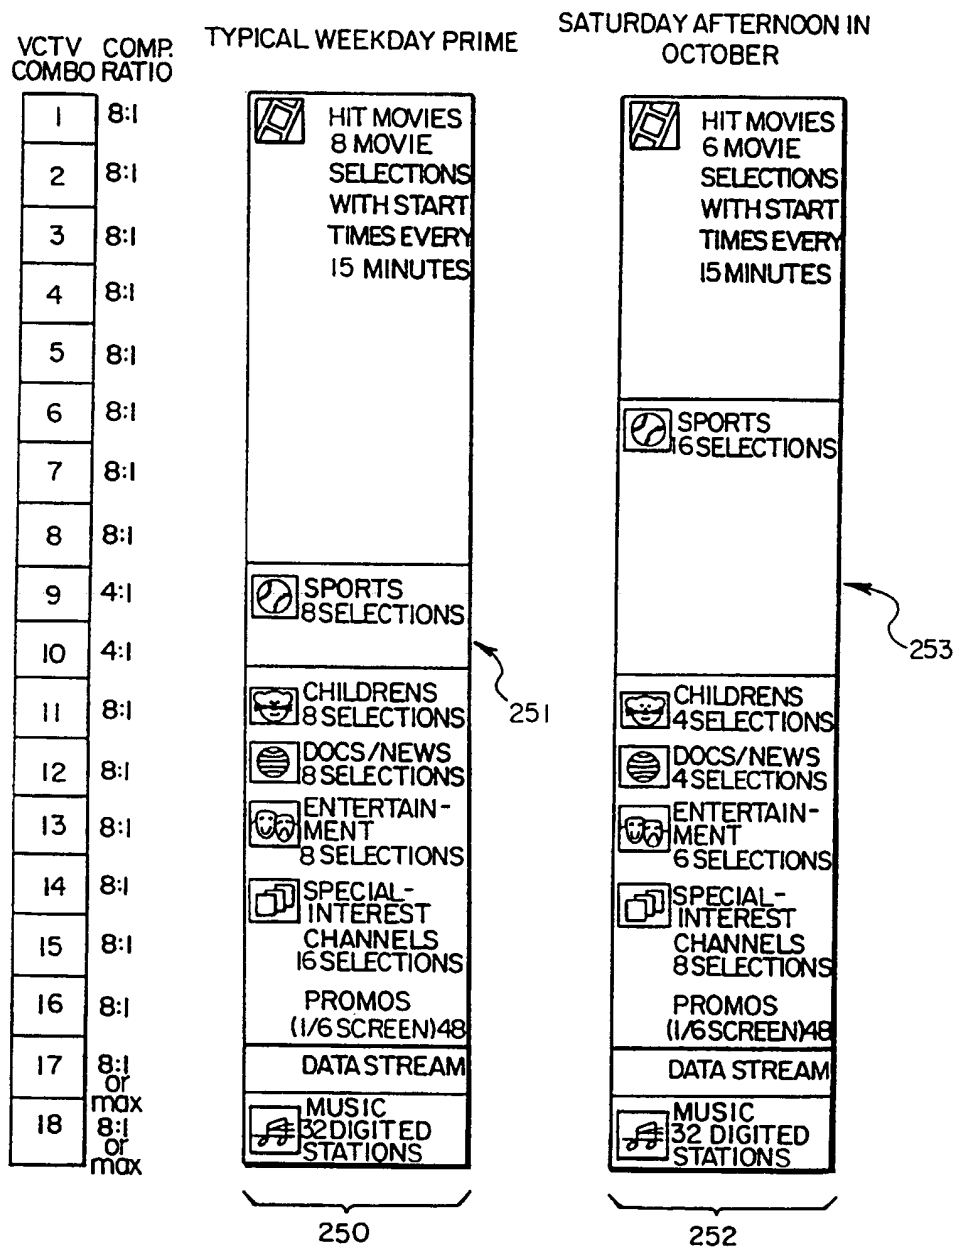 VCTV COMP.
COMBO RATIO
1 8:1
2 8:1
3 8:1
4 8:1
5 8:1
6 8:1
7 8:1
8 8:1
9 4:1
10 4:1
11 8:1
12 8:1
13 8:1
14 8:1
15 8:1
16 8:1
17 8:1
or
max
18 8:1
or
max
TYPICAL WEEKDAY PRIME
HIT MOVIES
8 MOVIE
SELECTIONS
WITH START
TIMES EVERY
15 MINUTES
SPORTS
8 SELECTIONS
251
CHILDRENS
8 SELECTIONS
DOCS/NEWS
8 SELECTIONS
ENTERTAIN-
MENT
8 SELECTIONS
SPECIAL-
INTEREST
CHANNELS
16 SELECTIONS
PROMOS
(1/6 SCREEN) 48
DATA STREAM
MUSIC
32 DIGITED
STATIONS
250
SATURDAY AFTERNOON IN
OCTOBER
HIT MOVIES
6 MOVIE
SELECTIONS
WITH START
TIMES EVERY
15 MINUTES
SPORTS
16 SELECTIONS
253
CHILDRENS
4 SELECTIONS
DOCS/NEWS
4 SELECTIONS
ENTERTAIN-
MENT
6 SELECTIONS
SPECIAL-
INTEREST
CHANNELS
8 SELECTIONS
PROMOS
(1/6 SCREEN) 48
DATA STREAM
MUSIC
32 DIGITED
STATIONS
252